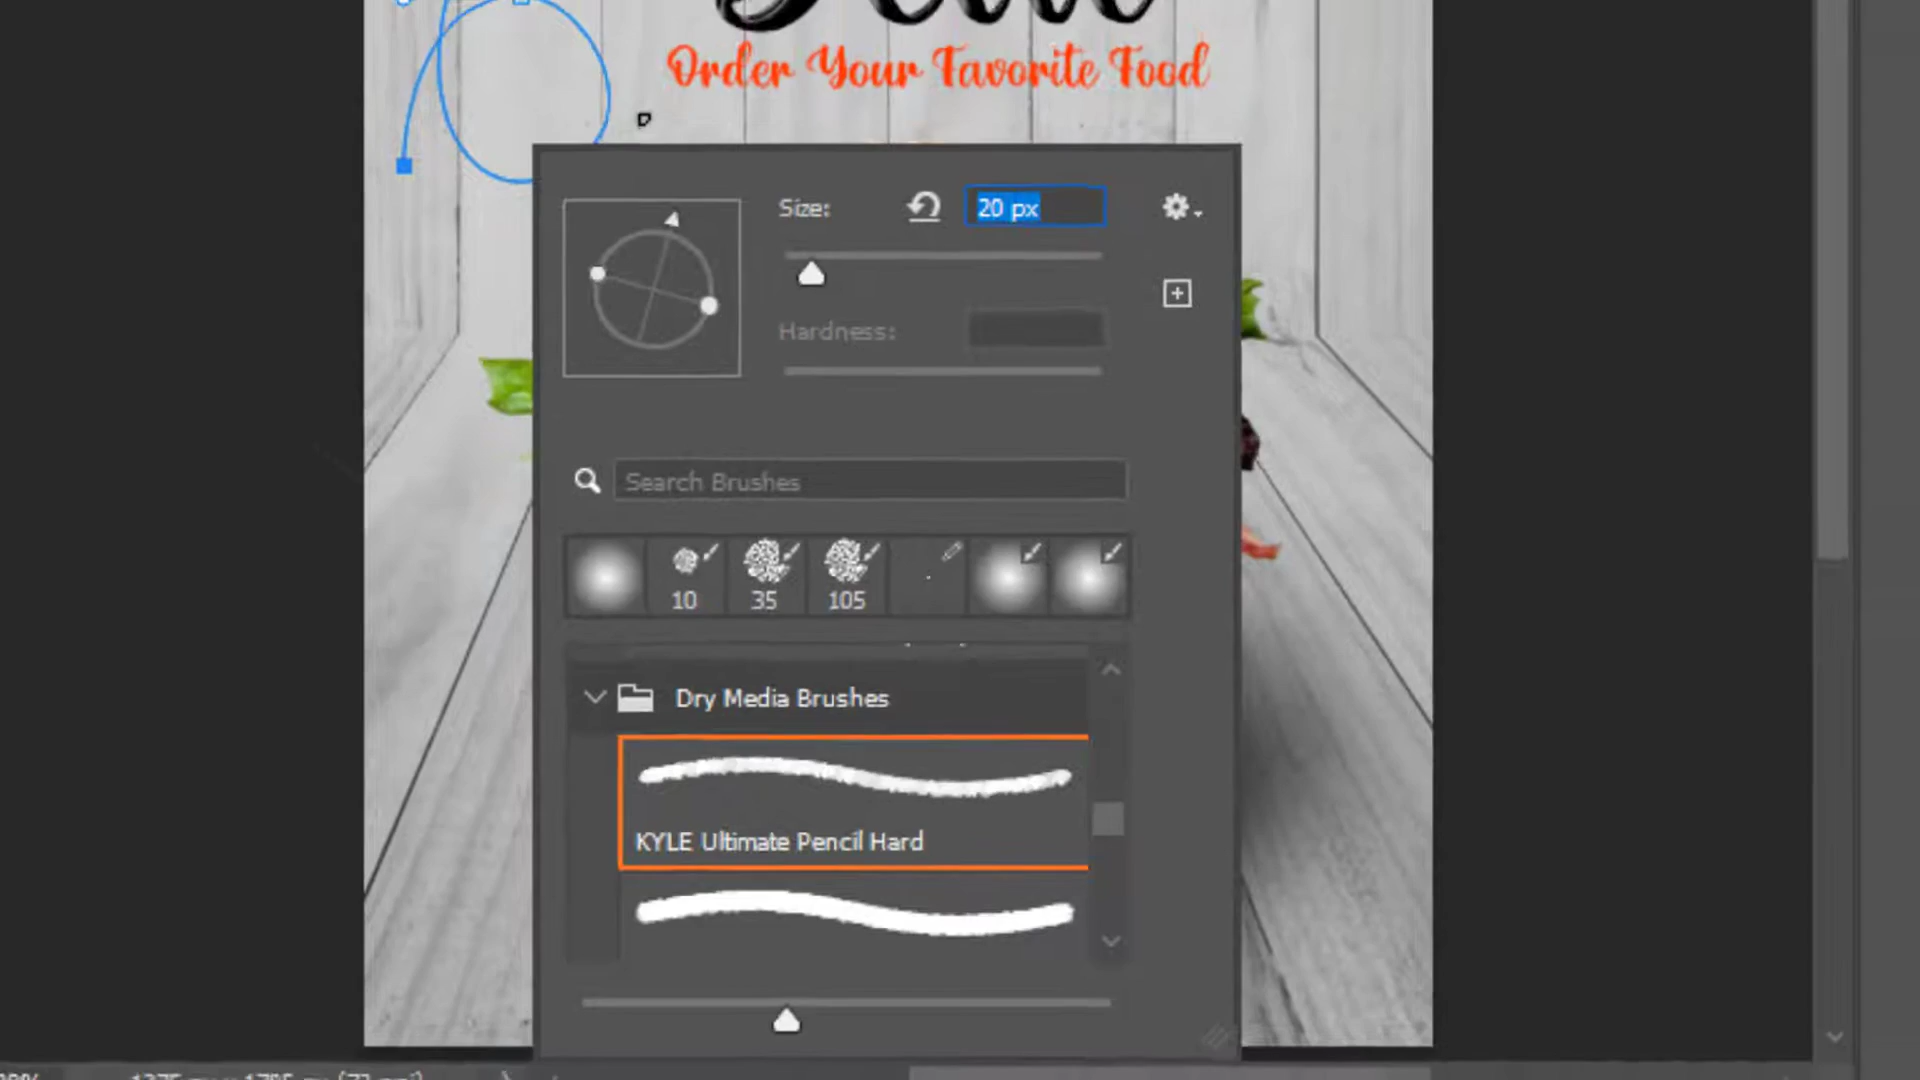 Order Your Favorite Food
Size:
20 px
Hardness:
Search Brushes
10
35
105
Dry Media Brushes
KYLE Ultimate Pencil Hard